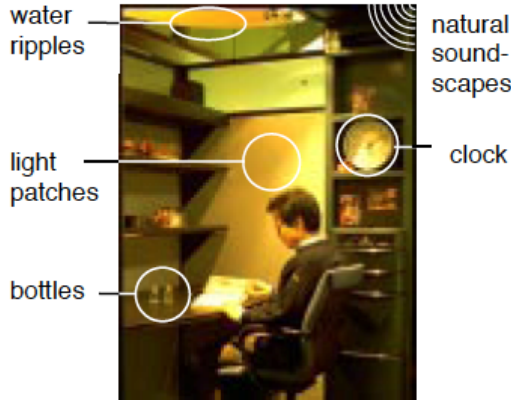 water
ripples
natural
sound-
scapes
clock
light
patches
bottles